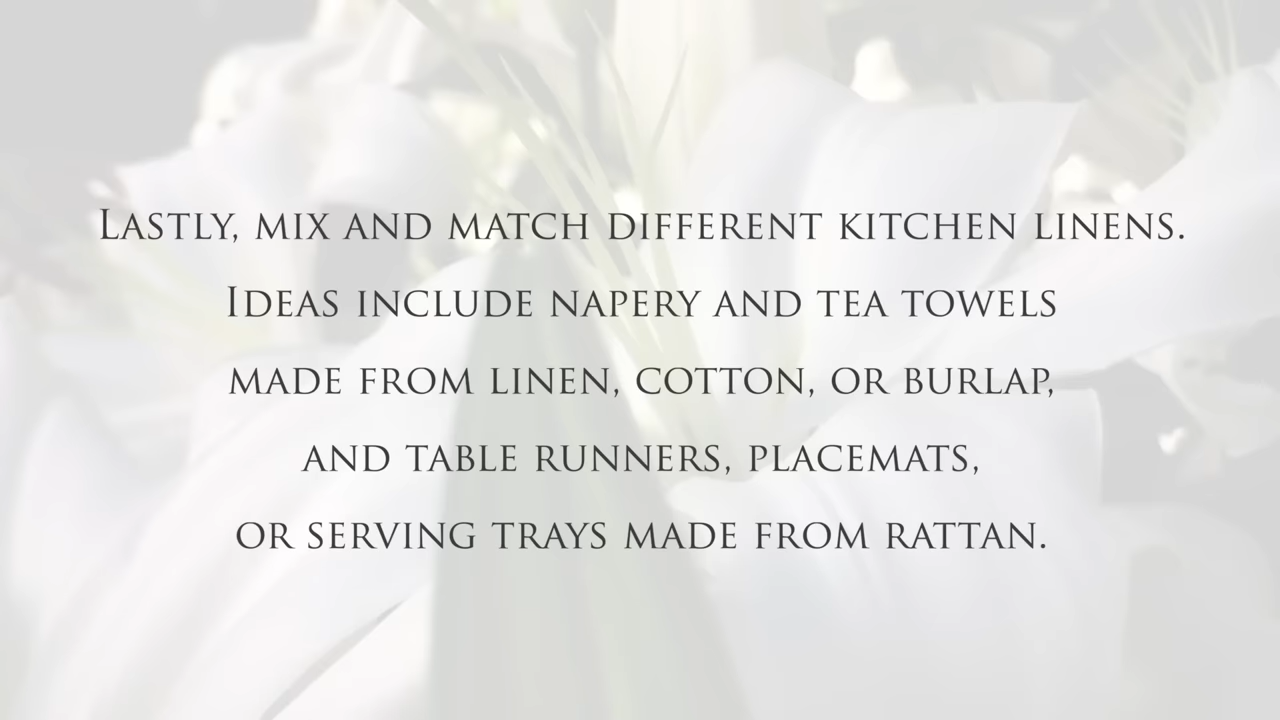 Lastly, mix and match different kitchen linens.
Ideas include napery and tea towels
made from linen, cotton, or burlap,
and table runners, placemats,
or serving trays made from rattan.